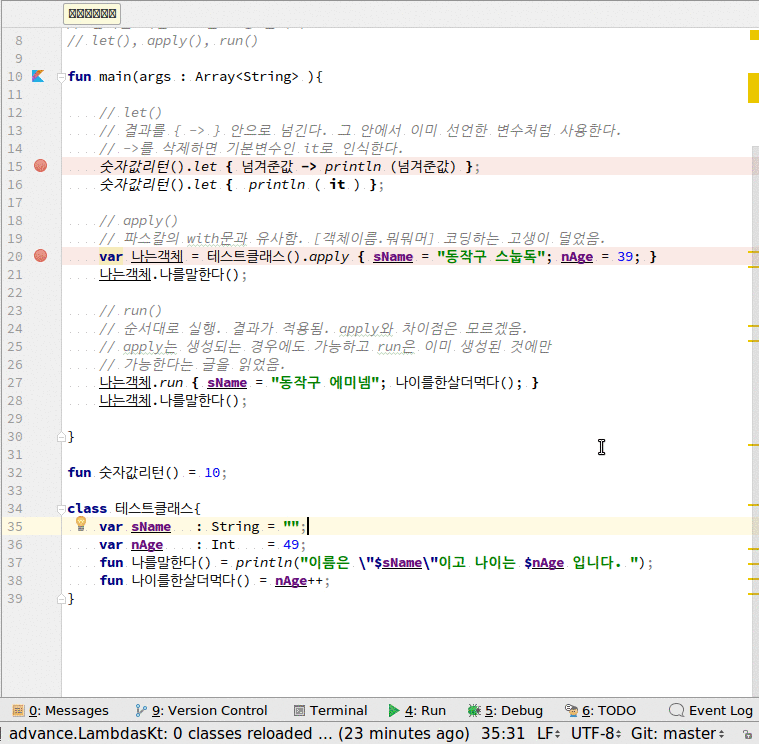 8 // let(), apply(), run()
9
10 fun main(args : Array<String> ){
11
12 // let()
13 // 결과를 { -> } 안으로 넘긴다. 그 안에서 이미 선언한 변수처럼 사용한다.
14 // ->를 삭제하면 기본변수인 it로 인식한다.
15 숫자값리턴().let { 넘겨준값 -> println (넘겨준값) };
16 숫자값리턴().let { println ( it ) };
17
18 // apply()
19 // 파스칼의 with문과 유사함. [객체이름.뭐뭐머] 코딩하는 고생이 덜었음.
20 var 나는객체 = 테스트클래스().apply { sName = "동작구 스눕독"; nAge = 39; }
21 나는객체.나를말한다();
22
23 // run()
24 // 순서대로 실행. 결과가 적용됨. apply와 차이점은 모르겠음.
25 // apply는 생성되는 경우에도 가능하고 run은 이미 생성된 것에만
26 // 가능한다는 글을 읽었음.
27 나는객체.run { sName = "동작구 에미넴"; 나이를한살더먹다(); }
28 나는객체.나를말한다();
29
30 }
31
32 fun 숫자값리턴() = 10;
33
34 class 테스트클래스{
35 var sName : String = "";
36 var nAge : Int = 49;
37 fun 나를말한다() = println("이름은 \"$sName\"이고 나이는 $nAge 입니다. ");
38 fun 나이를한살더먹다() = nAge++;
39 }
0: Messages 9: Version Control Terminal 4: Run 5: Debug 6: TODO Event Log
advance.LambdasKt: 0 classes reloaded ... (23 minutes ago) 35:31 LF UTF-8 Git: master